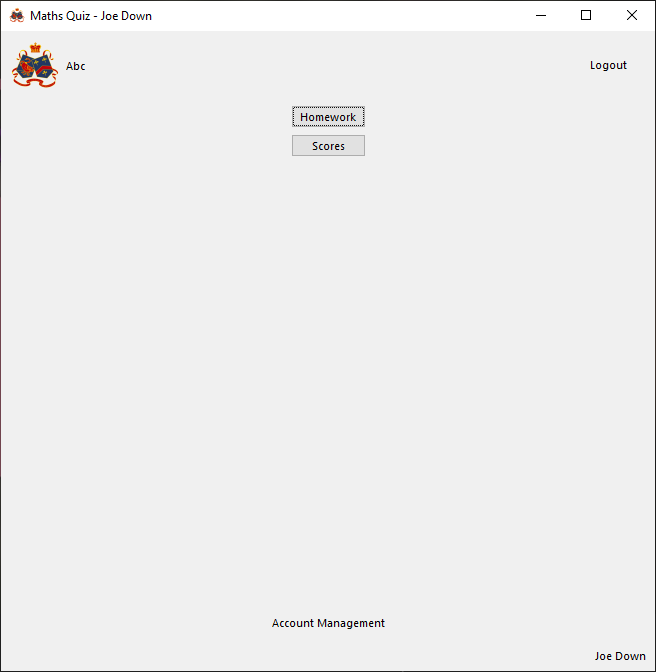 Maths Quiz - Joe Down
Abc
Logout
Homework
Scores
Account Management
Joe Down